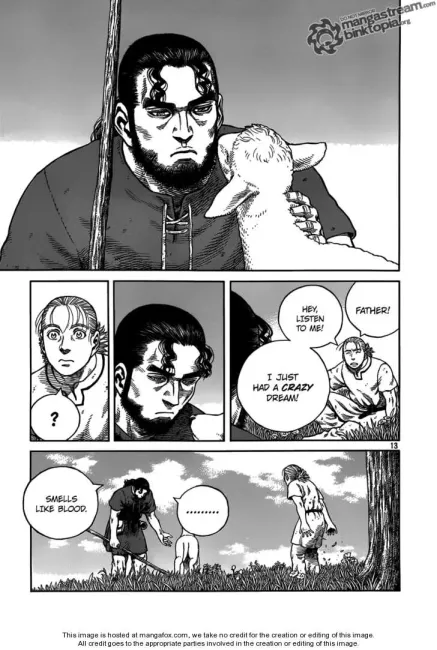 mangastream.com
binktopia.com
FATHER!
HEY,
LISTEN
TO ME!
I JUST
HAD A CRAZY
DREAM!
?
13
.........
SMELLS
LIKE BLOOD.
This image is hosted at mangafox.com, we take no credit for the creation or editing of this image.
All credit goes to the appropriate parties involved in the creation or editing of this image.